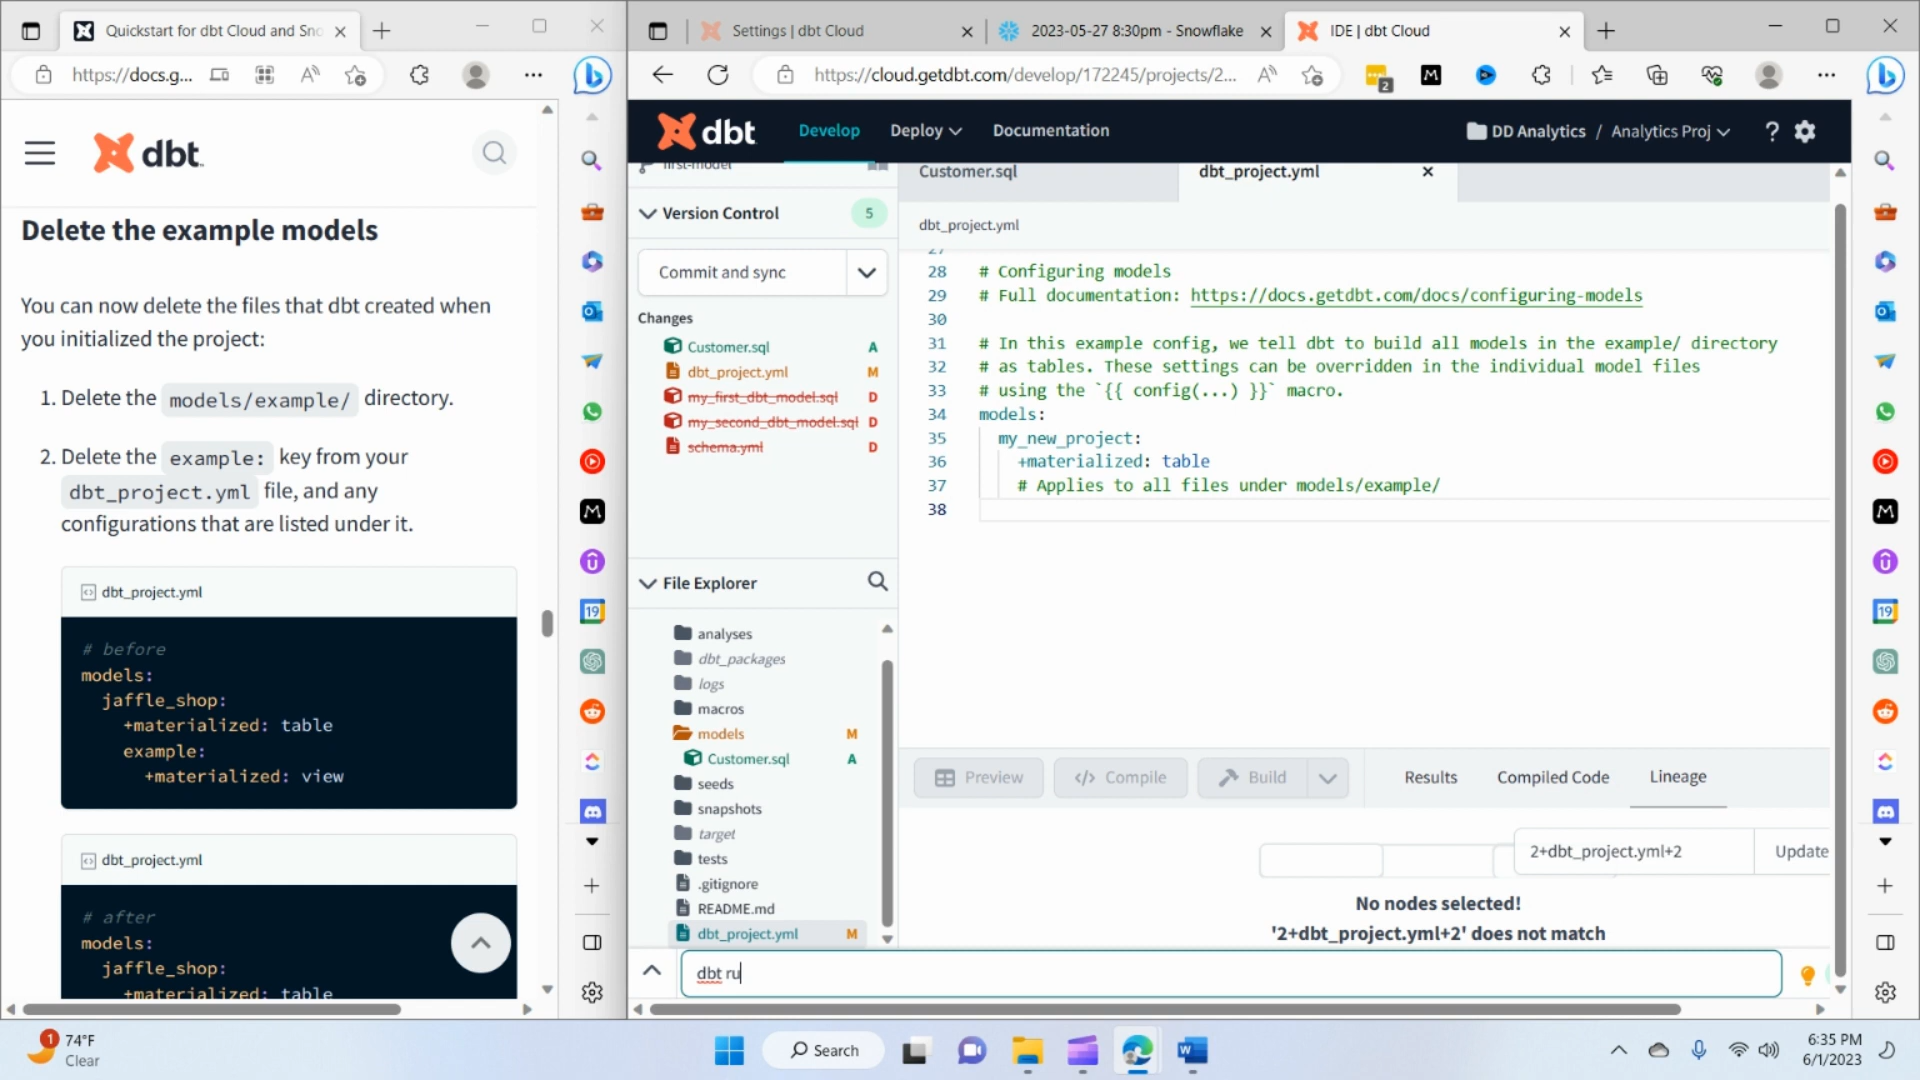 Quickstart for dbt Cloud and Sno
Settings | dbt Cloud
2023-05-27 8:30pm - Snowflake
IDE | dbt Cloud
https://docs.g...
https://cloud.getdbt.com/develop/172245/projects/2...
2
dbt
Delete the example models
You can now delete the files that dbt created when
you initialized the project:
1. Delete the models/example/ directory.
2. Delete the example: key from your
dbt_project.yml file, and any
configurations that are listed under it.
dbt_project.yml
# before
models:
jaffle_shop:
+materialized: table
example:
+materialized: view
dbt_project.yml
# after
models:
jaffle_shop:
+materialized: table
19
dbt
Develop
Deploy
Documentation
DD Analytics / Analytics Proj
?
first-model
Version Control
5
Commit and sync
Changes
Customer.sql A
dbt_project.yml M
my_first_dbt_model.sql D
my_second_dbt_model.sql D
schema.yml D
File Explorer
analyses
dbt_packages
logs
macros
models M
Customer.sql A
seeds
snapshots
target
tests
.gitignore
README.md
dbt_project.yml M
Customer.sql
dbt_project.yml
dbt_project.yml
27
28 # Configuring models
29 # Full documentation: https://docs.getdbt.com/docs/configuring-models
30
31 # In this example config, we tell dbt to build all models in the example/ directory
32 # as tables. These settings can be overridden in the individual model files
33 # using the `{{ config(...) }}` macro.
34 models:
35 my_new_project:
36 +materialized: table
37 # Applies to all files under models/example/
38
Preview
Compile
Build
Results
Compiled Code
Lineage
2+dbt_project.yml+2
Update
No nodes selected!
'2+dbt_project.yml+2' does not match
dbt ru
19
1
74°F
Clear
Search
6:35 PM
6/1/2023